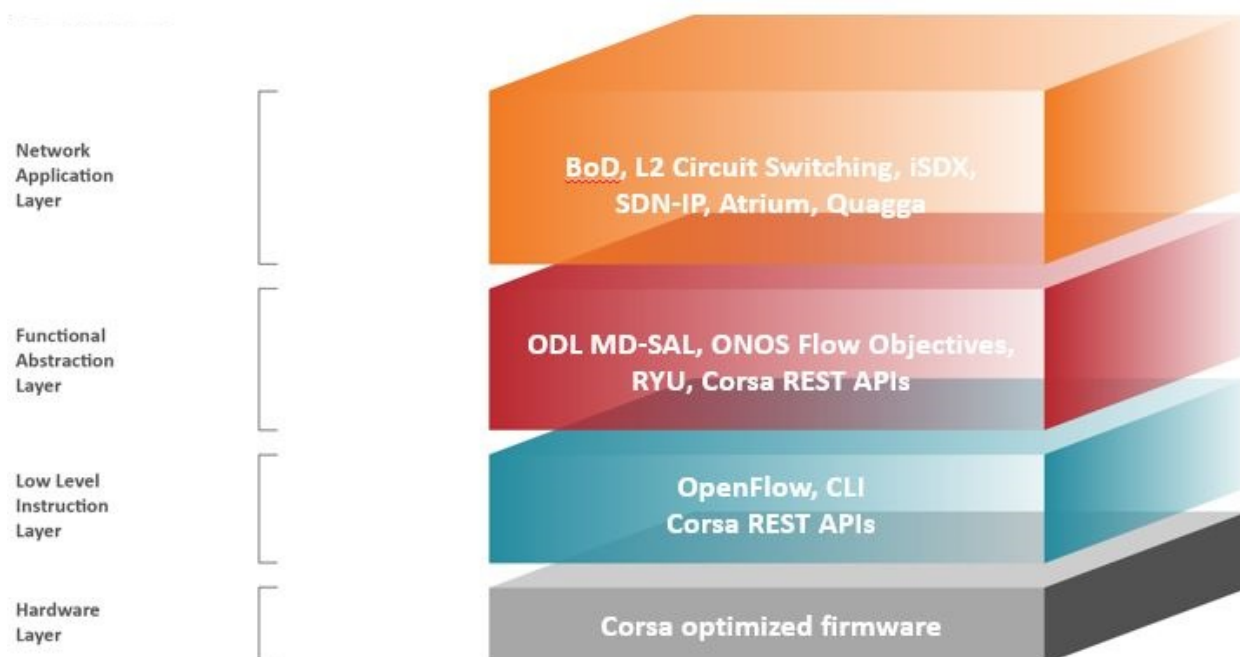 Network
Application
Layer
BoD, L2 Circuit Switching, iSDX,
SDN-IP, Atrium, Quagga
Functional
Abstraction
Layer
ODL MD-SAL, ONOS Flow Objectives,
RYU, Corsa REST APIs
Low Level
Instruction
Layer
OpenFlow, CLI
Corsa REST APIs
Hardware
Layer
Corsa optimized firmware